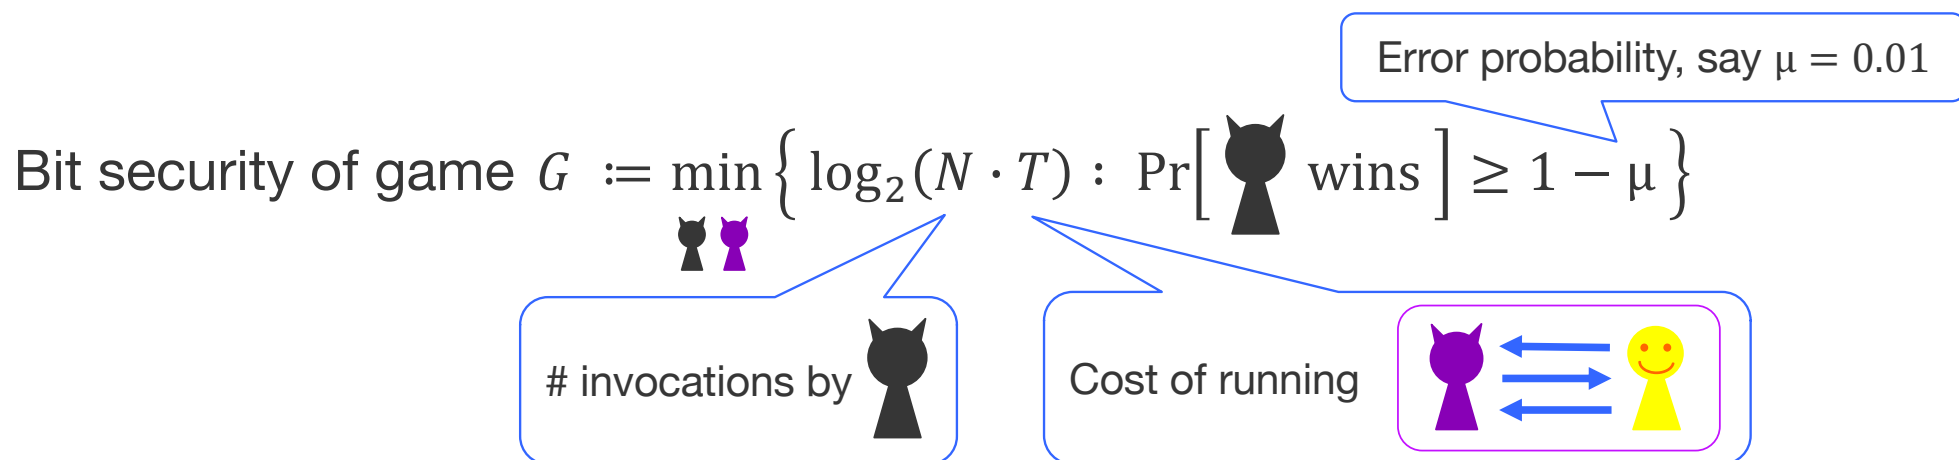 Error probability, say μ = 0.01
Bit security of game G := min { log₂(N · T) : Pr[ wins ] ≥ 1 − μ }
# invocations by
Cost of running